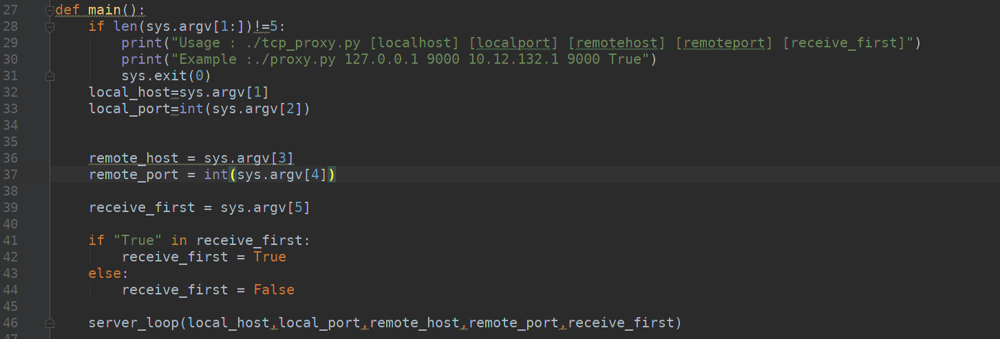 27 def main():
28     if len(sys.argv[1:])!=5:
29         print("Usage : ./tcp_proxy.py [localhost] [localport] [remotehost] [remoteport] [receive_first]")
30         print("Example :./proxy.py 127.0.0.1 9000 10.12.132.1 9000 True")
31         sys.exit(0)
32     local_host=sys.argv[1]
33     local_port=int(sys.argv[2])
34
35
36     remote_host = sys.argv[3]
37     remote_port = int(sys.argv[4])
38
39     receive_first = sys.argv[5]
40
41     if "True" in receive_first:
42         receive_first = True
43     else:
44         receive_first = False
45
46     server_loop(local_host,local_port,remote_host,remote_port,receive_first)
47